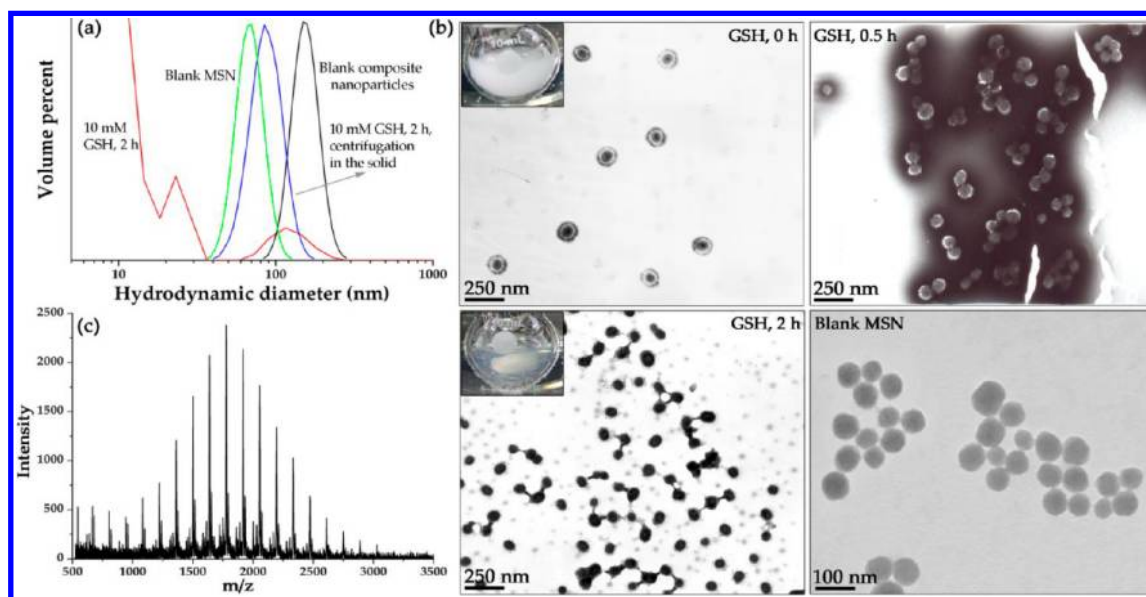 (a)
Blank MSN
Blank composite
nanoparticles
10 mM
GSH, 2 h
10 mM GSH, 2 h,
centrifugation
in the solid
Volume percent
10
100
1000
Hydrodynamic diameter (nm)
(b)
GSH, 0 h
250 nm
GSH, 0.5 h
250 nm
(c)
2500
2000
1500
1000
500
0
Intensity
500
1000
1500
2000
2500
3000
3500
m/z
GSH, 2 h
250 nm
Blank MSN
100 nm